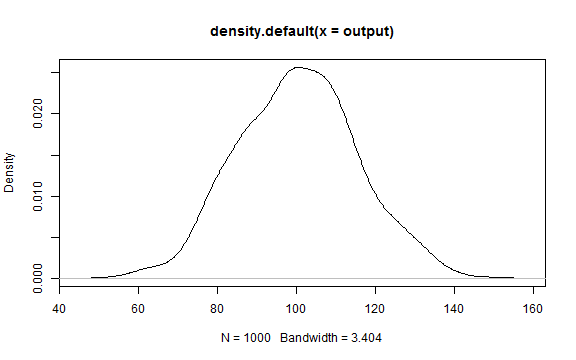 density.default(x = output)
Density
0.020
0.010
0.000
40 60 80 100 120 140 160
N = 1000 Bandwidth = 3.404